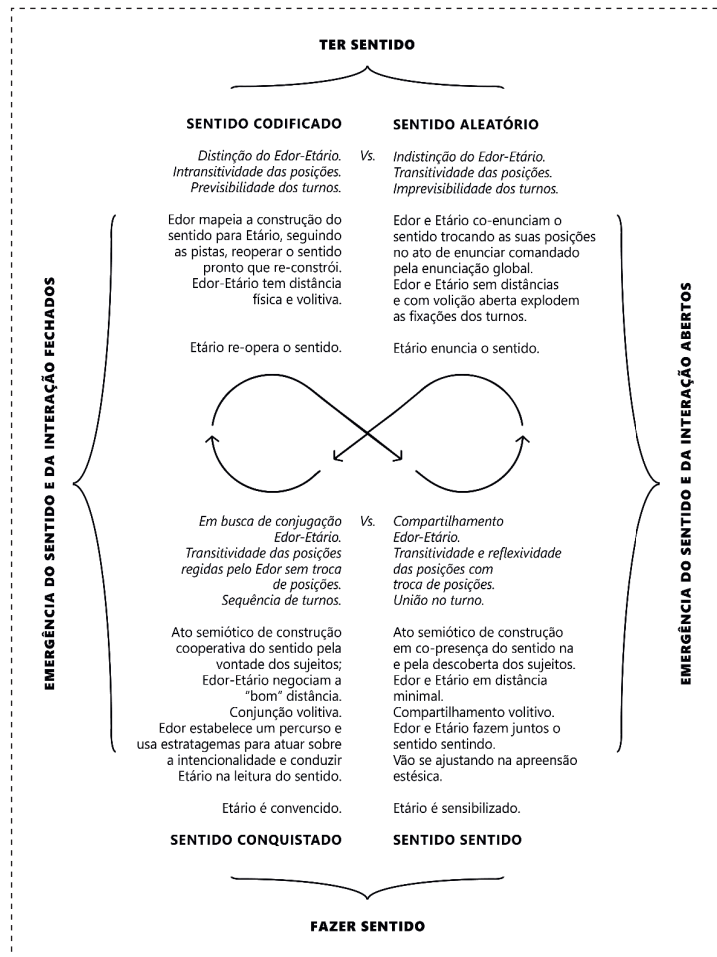 TER SENTIDO
SENTIDO CODIFICADO
SENTIDO ALEATÓRIO
Distinção do Edor-Etário.
Intransitividade das posições.
Previsibilidade dos turnos.
Vs.
Indistinção do Edor-Etário.
Transitividade das posições.
Imprevisibilidade dos turnos.
Edor mapeia a construção do
sentido para Etário, seguindo
as pistas, reoperar o sentido
pronto que re-constrói.
Edor-Etário tem distância
física e volitiva.
Etário re-opera o sentido.
Edor e Etário co-enunciam o
sentido trocando as suas posições
no ato de enunciar comandado
pela enunciação global.
Edor e Etário sem distâncias
e com volição aberta explodem
as fixações dos turnos.
Etário enuncia o sentido.
EMERGÊNCIA DO SENTIDO E DA INTERAÇÃO FECHADOS
EMERGÊNCIA DO SENTIDO E DA INTERAÇÃO ABERTOS
Em busca de conjugação
Edor-Etário.
Transitividade das posições
regidas pelo Edor sem troca
de posições.
Sequência de turnos.
Vs.
Compartilhamento
Edor-Etário.
Transitividade e reflexividade
das posições com
troca de posições.
União no turno.
Ato semiótico de construção
cooperativa do sentido pela
vontade dos sujeitos;
Edor-Etário negociam a
“bom” distância.
Conjunção volitiva.
Edor estabelece um percurso e
usa estratagemas para atuar sobre
a intencionalidade e conduzir
Etário na leitura do sentido.
Etário é convencido.
Ato semiótico de construção
em co-presença do sentido na
e pela descoberta dos sujeitos.
Edor e Etário em distância
minimal.
Compartilhamento volitivo.
Edor e Etário fazem juntos o
sentido sentindo.
Vão se ajustando na apreensão
estésica.
Etário é sensibilizado.
SENTIDO CONQUISTADO
SENTIDO SENTIDO
FAZER SENTIDO